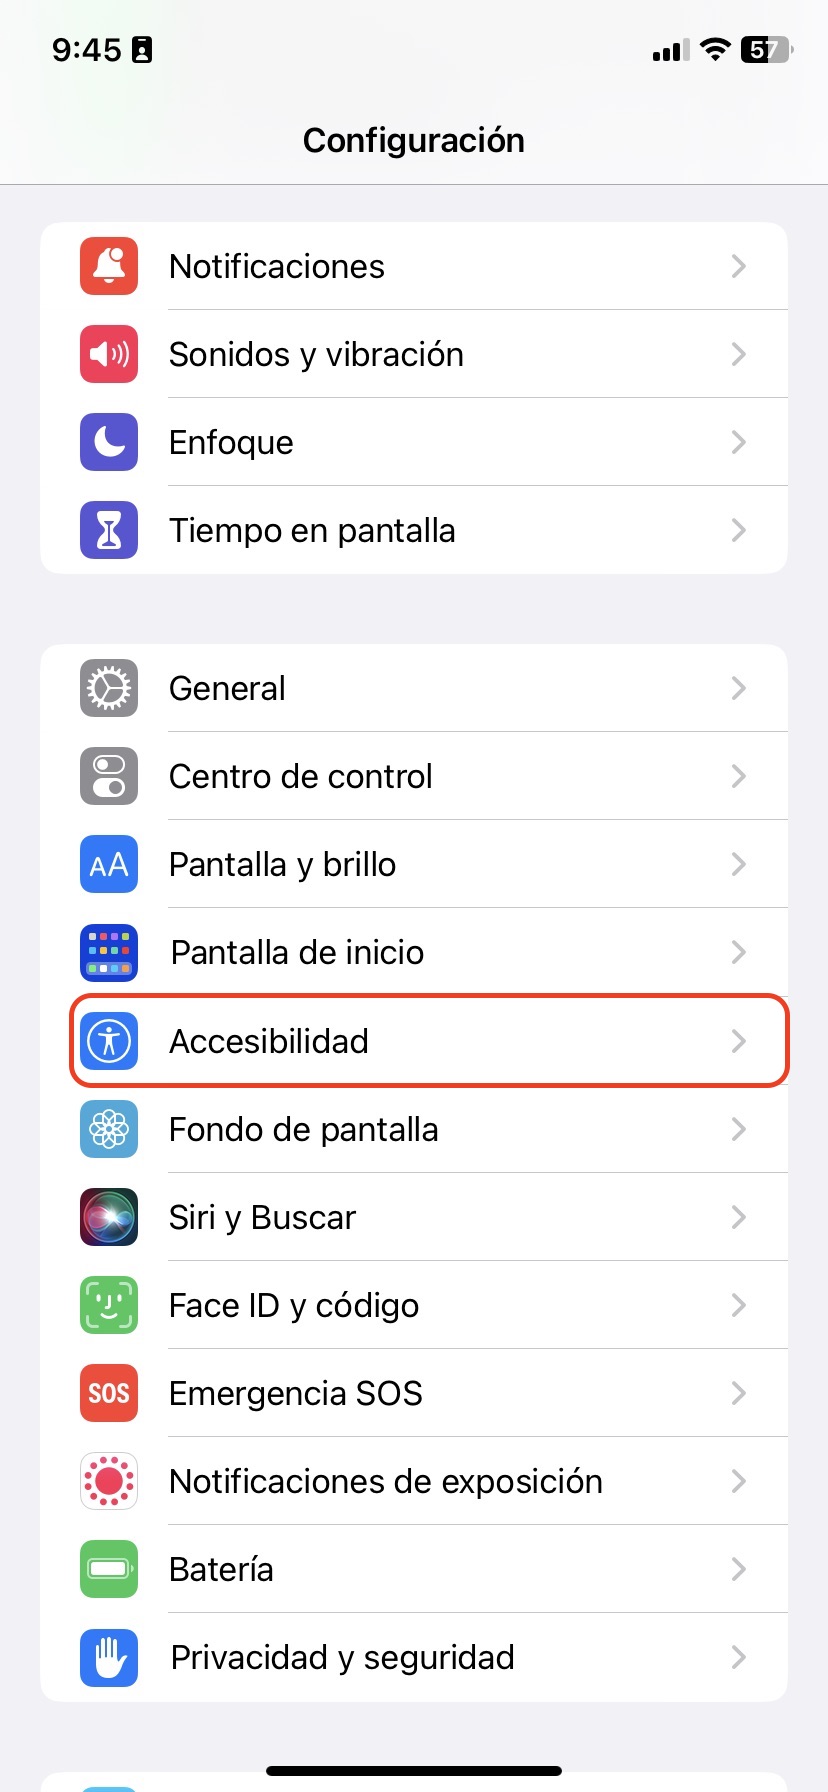 9:45
57
Configuración
Notificaciones
Sonidos y vibración
Enfoque
Tiempo en pantalla
General
Centro de control
AA
Pantalla y brillo
Pantalla de inicio
Accesibilidad
Fondo de pantalla
Siri y Buscar
Face ID y código
SOS
Emergencia SOS
Notificaciones de exposición
Batería
Privacidad y seguridad